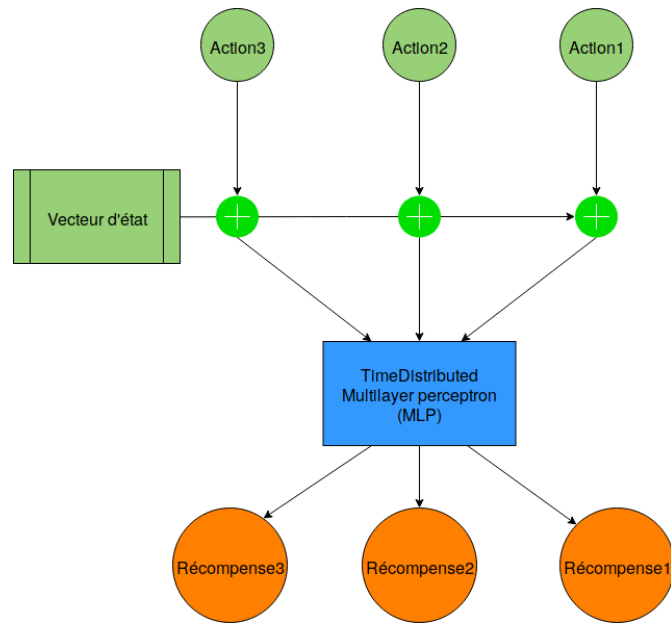 Action3
Action2
Action1
Vecteur d'état
TimeDistributed
Multilayer perceptron
(MLP)
Récompense3
Récompense2
Récompense1